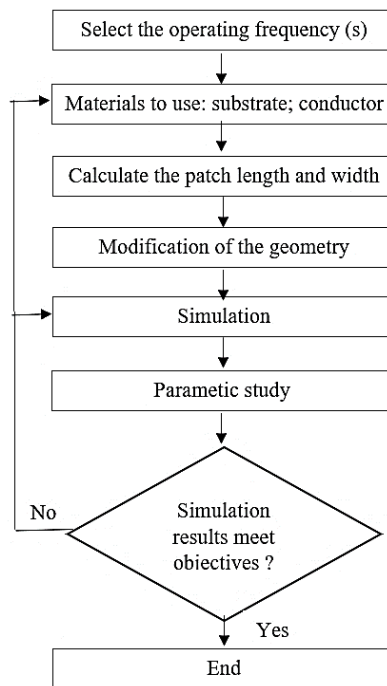 Select the operating frequency (s)
Materials to use: substrate; conductor
Calculate the patch length and width
Modification of the geometry
Simulation
Parametic study
No
Simulation
results meet
objectives ?
Yes
End